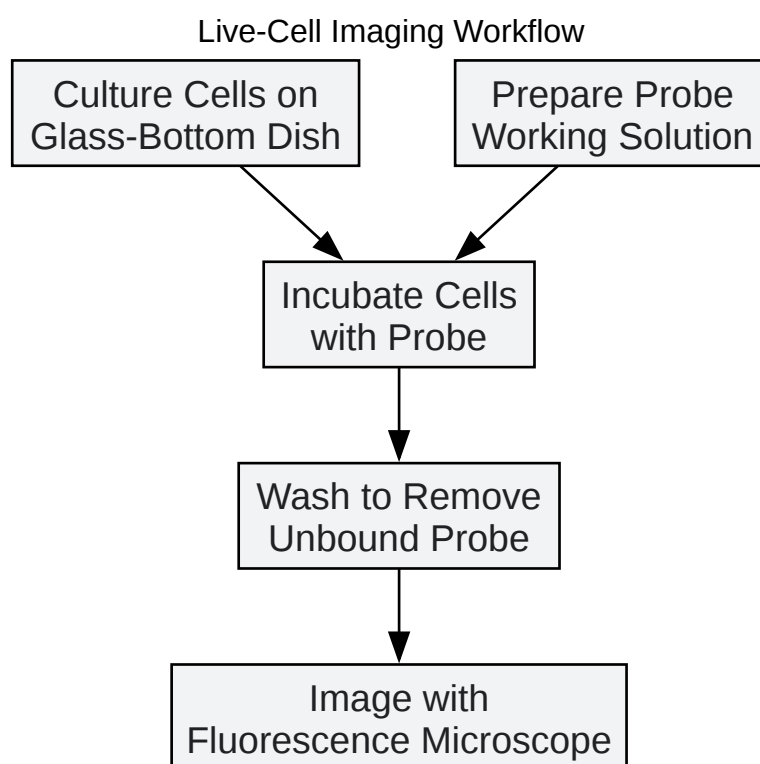 Live-Cell Imaging Workflow
Culture Cells on
Glass-Bottom Dish
Prepare Probe
Working Solution
Incubate Cells
with Probe
Wash to Remove
Unbound Probe
Image with
Fluorescence Microscope